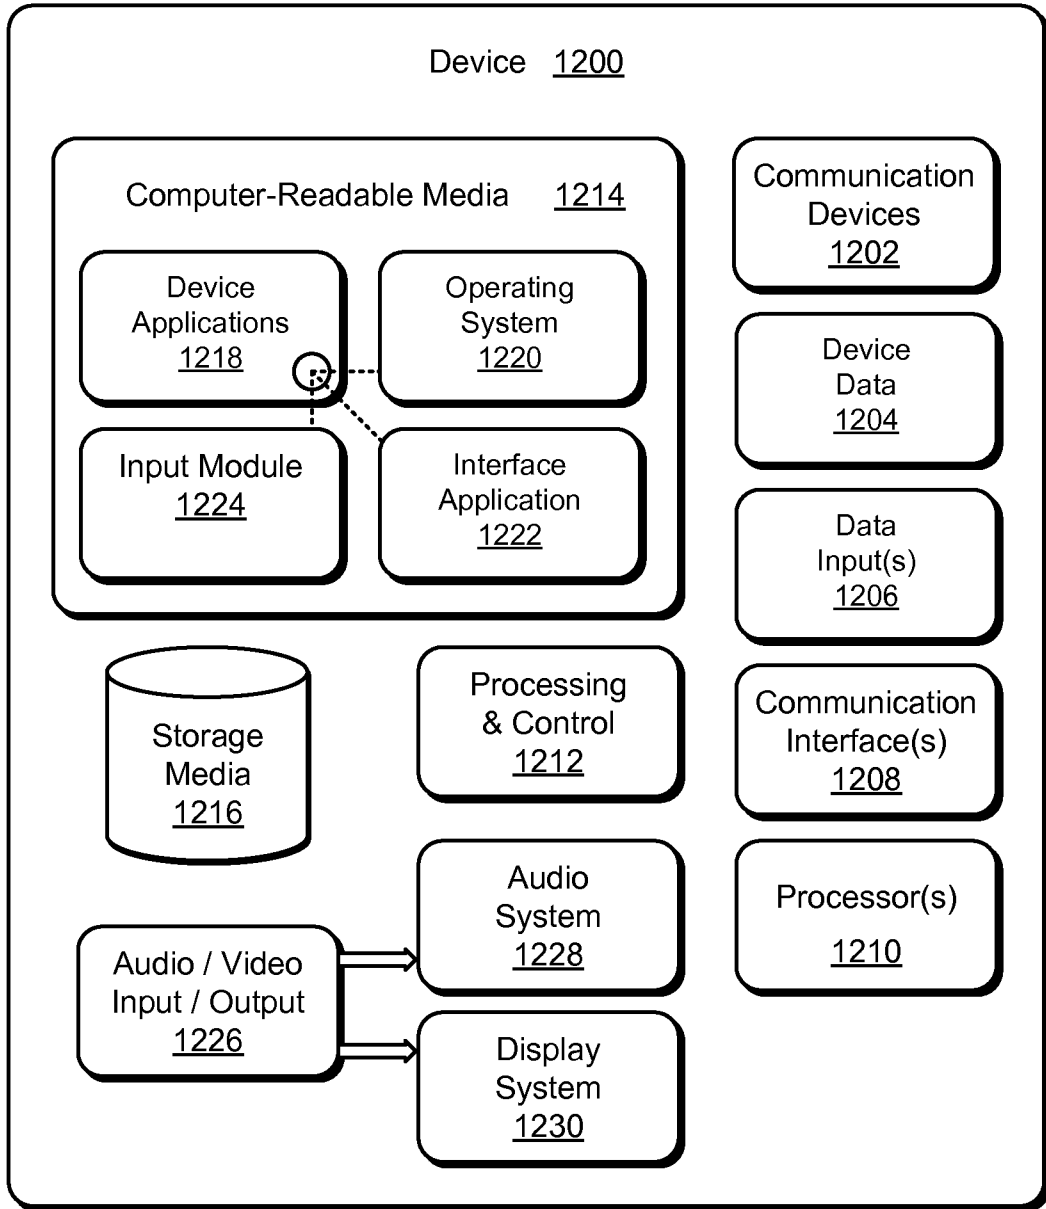 Device 1200
Computer-Readable Media 1214
Device
Applications
1218
Operating
System
1220
Input Module
1224
Interface
Application
1222
Communication
Devices
1202
Device
Data
1204
Data
Input(s)
1206
Communication
Interface(s)
1208
Processor(s)
1210
Storage
Media
1216
Processing
& Control
1212
Audio / Video
Input / Output
1226
Audio
System
1228
Display
System
1230